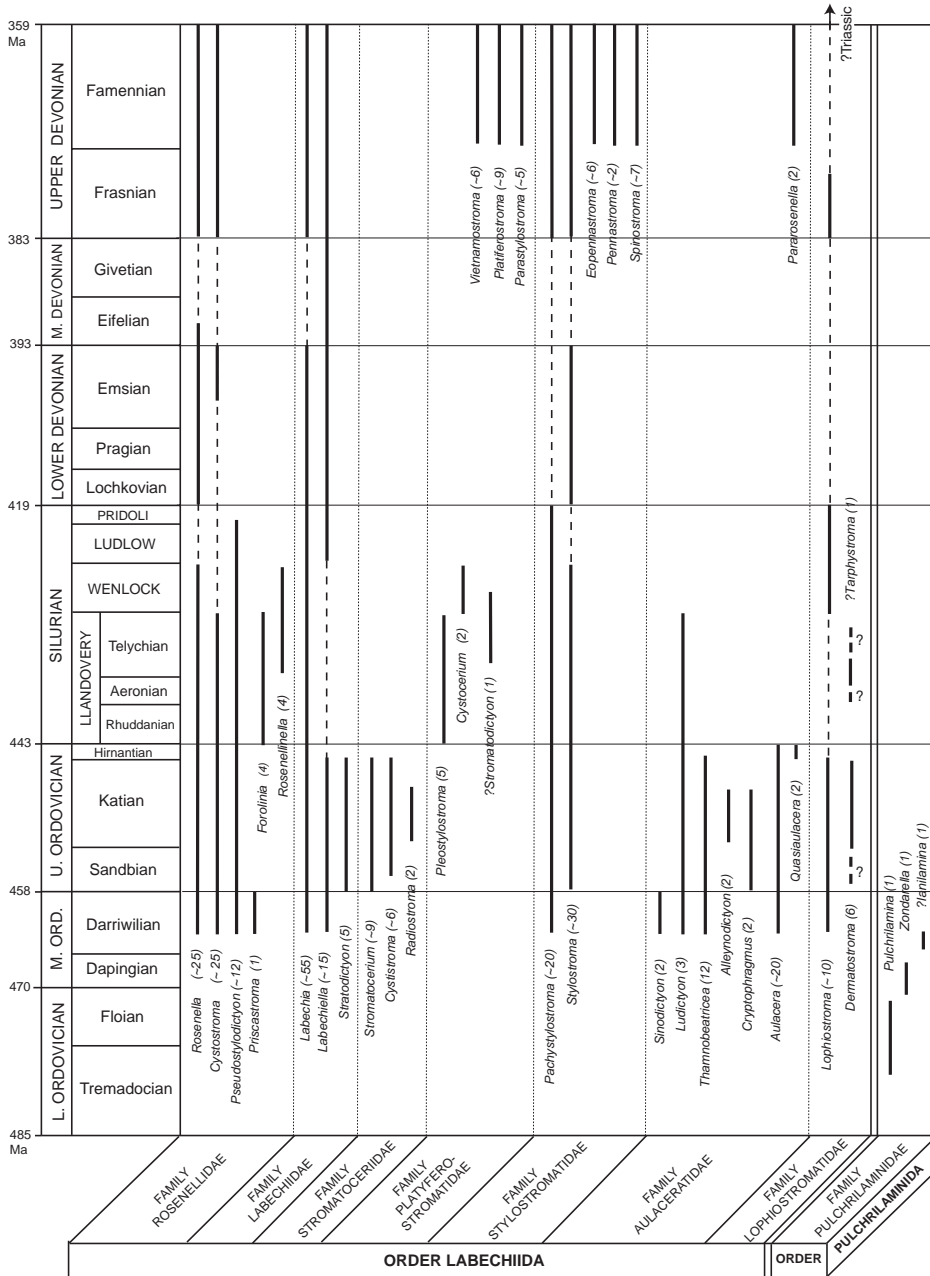 359
Ma
383
393
419
443
458
470
485
Ma
UPPER DEVONIAN
M. DEVONIAN
LOWER DEVONIAN
SILURIAN
LLANDOVERY
U. ORDOVICIAN
M. ORD.
L. ORDOVICIAN
Famennian
Frasnian
Givetian
Eifelian
Emsian
Pragian
Lochkovian
PRIDOLI
LUDLOW
WENLOCK
Telychian
Aeronian
Rhuddanian
Hirnantian
Katian
Sandbian
Darriwilian
Dapingian
Floian
Tremadocian
Rosenella (~25)
Cystostroma (~ 25)
Pseudostylodictyon (~12)
Priscastroma (1)
Forolinia (4)
Rosenellinella (4)
Labechia (~55)
Labechiella (~15)
Stratodictyon (5)
Stromatocerium (~9)
Cystistroma (~6)
Radiostroma (2)
Pleostylostroma (5)
Cystocerium (2)
?Stromatodictyon (1)
Vietnamostroma (~6)
Platiferostroma (~9)
Parastylostroma (~5)
Pachystylostroma (~20)
Stylostroma (~30)
Eopennastroma (~6)
Pennastroma (~2)
Spinostroma (~7)
Sinodictyon (2)
Ludictyon (3)
Thamnobeatricea (12)
Alleynodictyon (2)
Cryptophragmus (2)
Aulacera (~20)
Quasiaulacera (2)
Pararosenella (2)
Lophiostroma (~10)
?Triassic
Dermatostroma (6)
?Tarphystroma (1)
?
?
?
Pulchrilamina (1)
Zondarella (1)
?Ianilamina (1)
FAMILY
ROSENELLIDAE
FAMILY
LABECHIIDAE
FAMILY
STROMATOCERIIDAE
FAMILY
PLATYFERO-
STROMATIDAE
FAMILY
STYLOSTROMATIDAE
FAMILY
AULACERATIDAE
FAMILY
LOPHIOSTROMATIDAE
FAMILY
PULCHRILAMINIDAE
PULCHRILAMINIDA
ORDER LABECHIIDA
ORDER